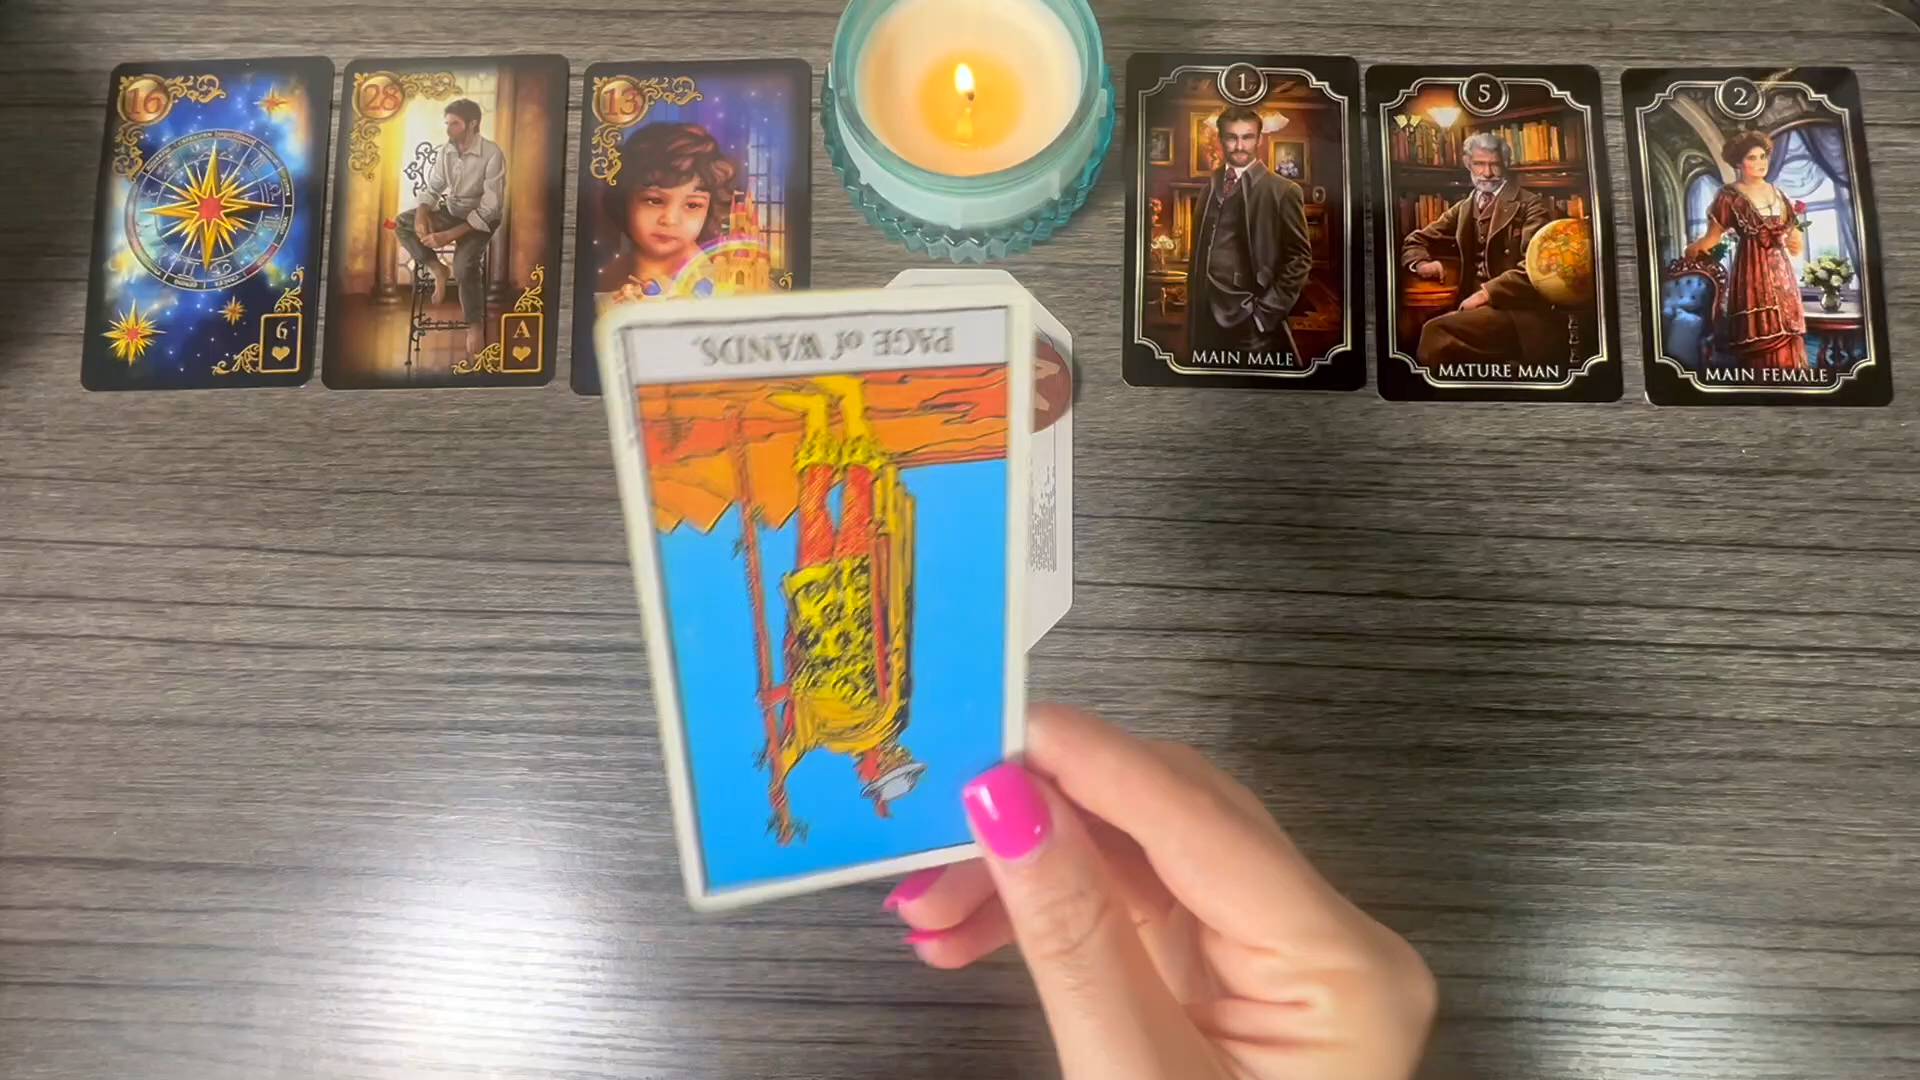 16
6
28
A
13
1
MAIN MALE
5
MATURE MAN
2
MAIN FEMALE
PAGE of WANDS.